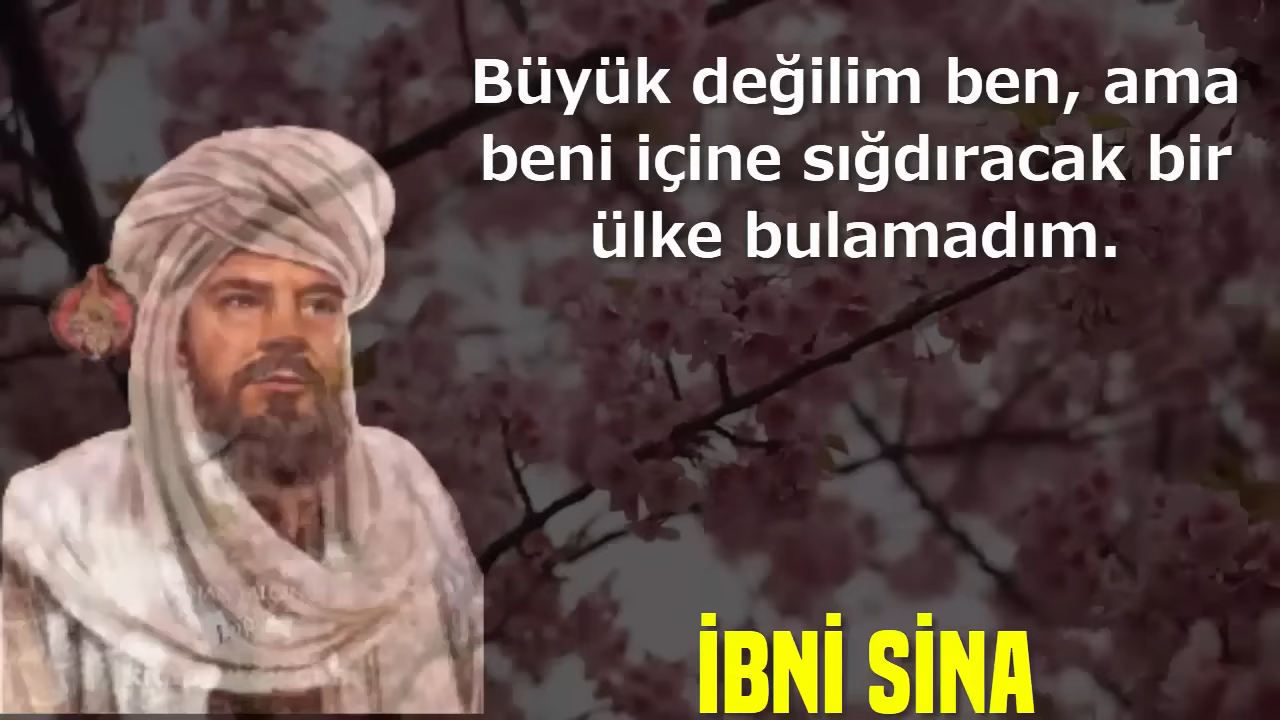 Büyük değilim ben, ama
beni içine sığdıracak bir
ülke bulamadım.
İBNİ SİNA